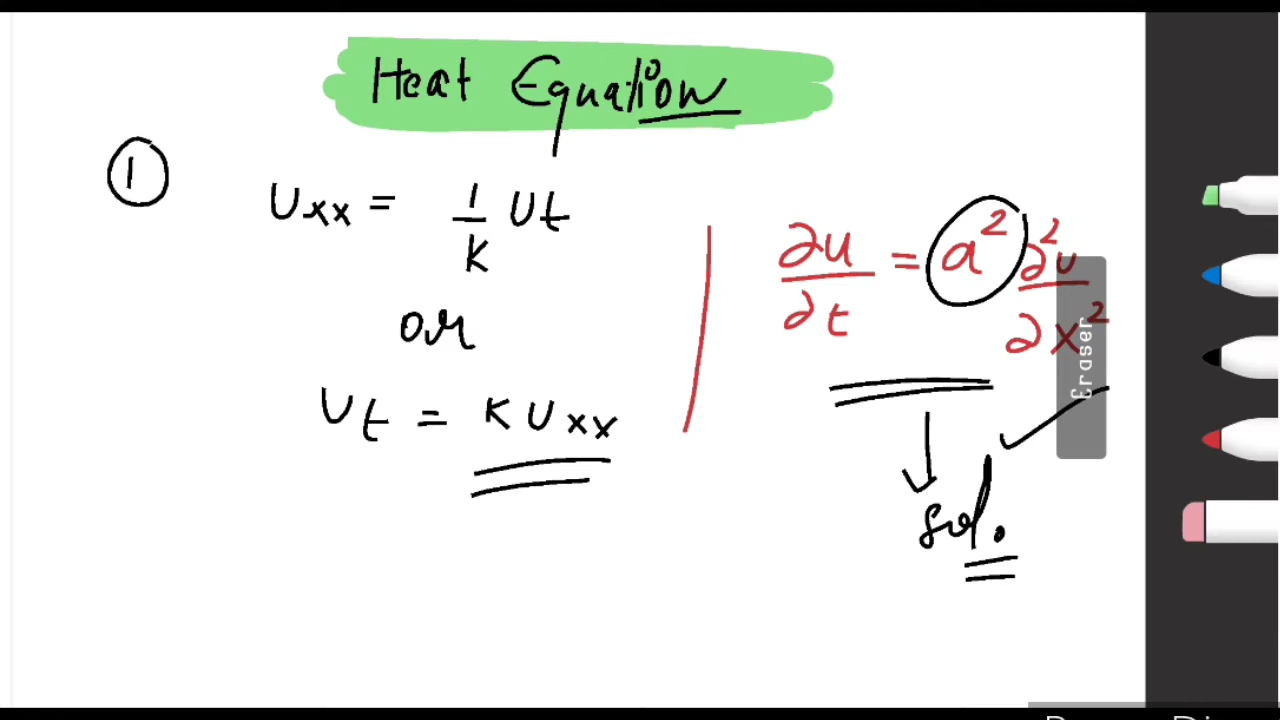 Heat Equation
①
Uxx = 1/k Ut
or
Ut = K Uxx
∂u/∂t = a² ∂²u/∂x²
sol.
Eraser